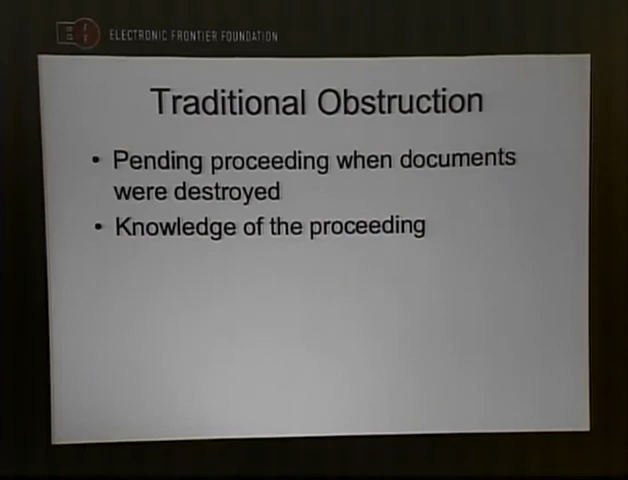 ELECTRONIC FRONTIER FOUNDATION
Traditional Obstruction
• Pending proceeding when documents
were destroyed
• Knowledge of the proceeding